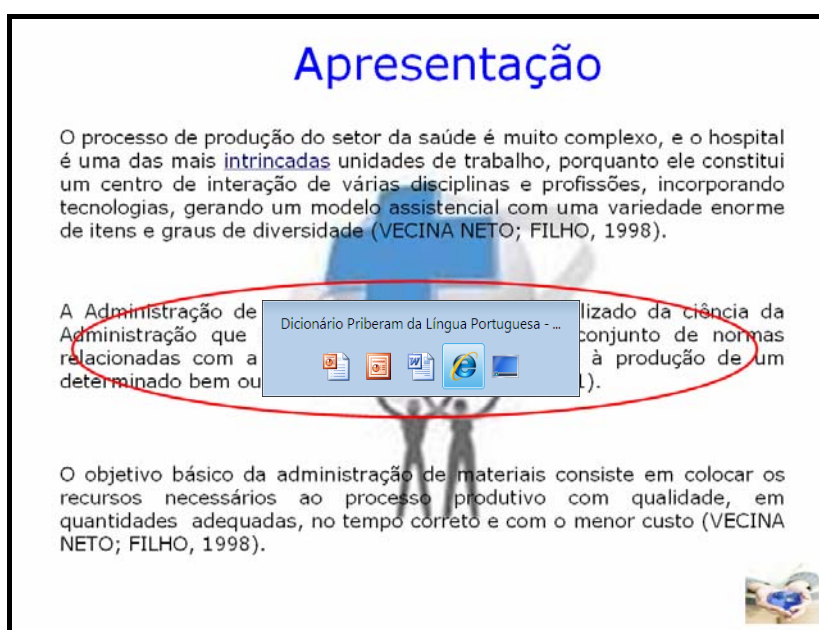 Apresentação
O processo de produção do setor da saúde é muito complexo, e o hospital
é uma das mais intrincadas unidades de trabalho, porquanto ele constitui
um centro de interação de várias disciplinas e profissões, incorporando
tecnologias, gerando um modelo assistencial com uma variedade enorme
de itens e graus de diversidade (VECINA NETO; FILHO, 1998).
A Administração de lizado da ciência da
Administração que conjunto de normas
relacionadas com a à produção de um
determinado bem ou 1).
Dicionário Priberam da Língua Portuguesa - ...
O objetivo básico da administração de materiais consiste em colocar os
recursos necessários ao processo produtivo com qualidade, em
quantidades adequadas, no tempo correto e com o menor custo (VECINA
NETO; FILHO, 1998).